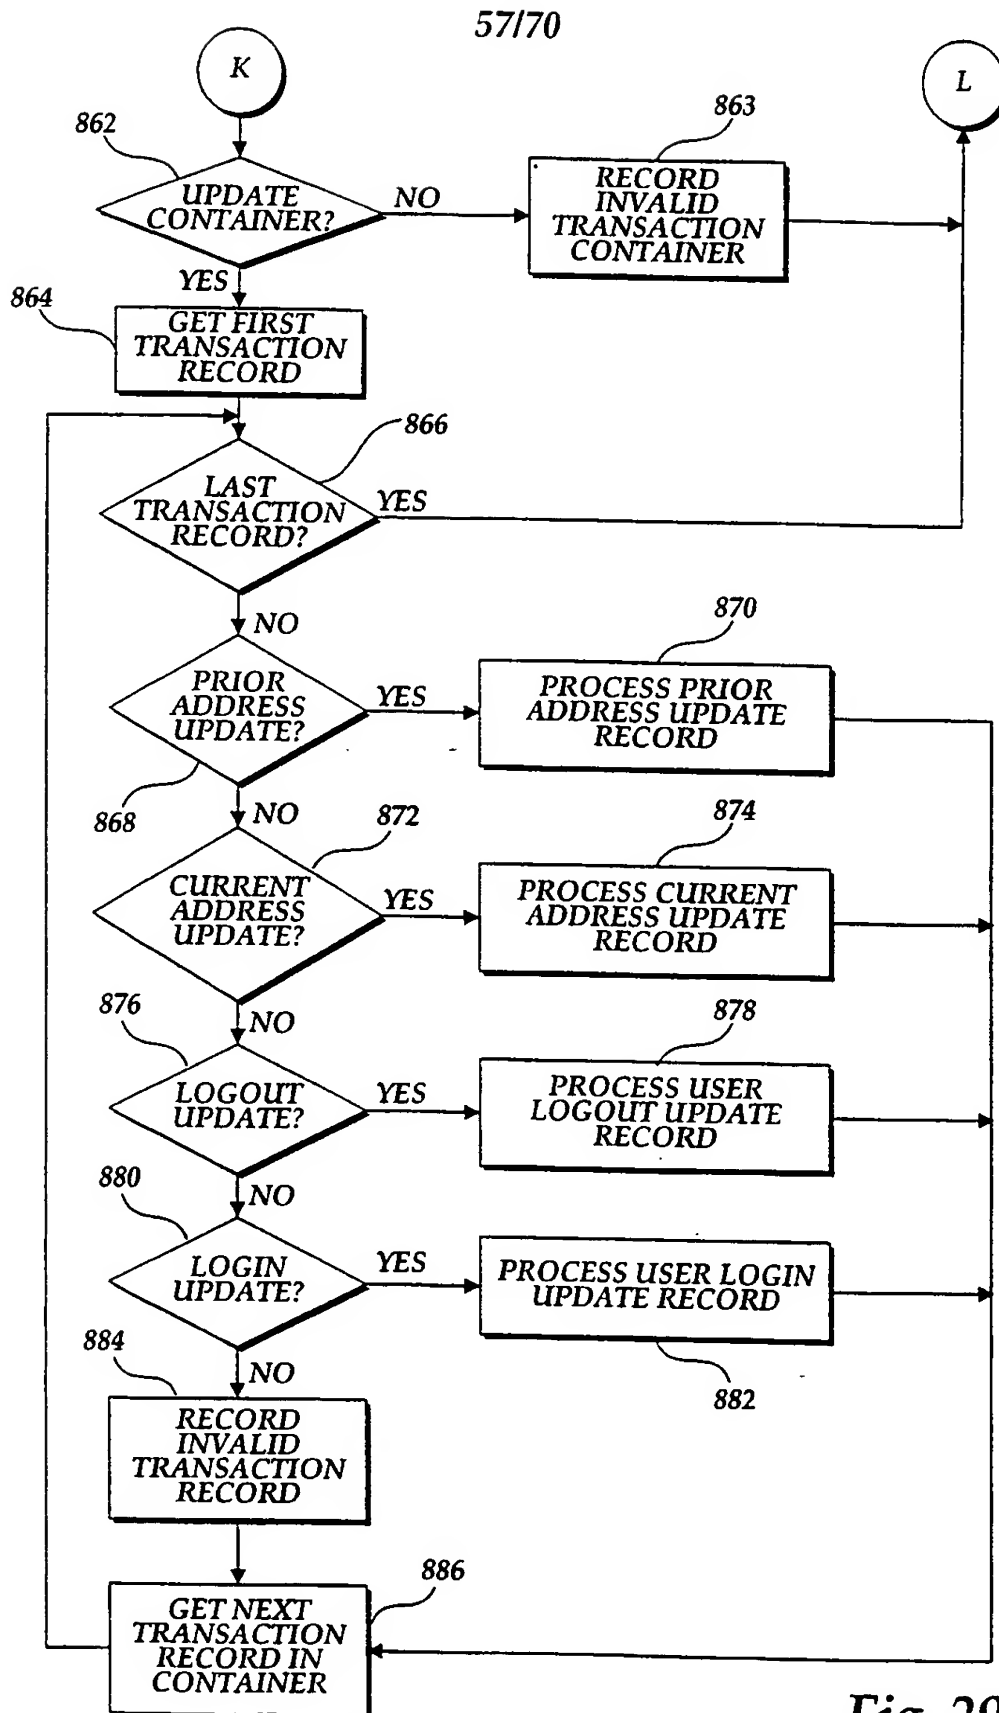 57/70
K
L
862
863
UPDATE
CONTAINER?
NO
RECORD
INVALID
TRANSACTION
CONTAINER
YES
864
GET FIRST
TRANSACTION
RECORD
866
LAST
TRANSACTION
RECORD?
YES
NO
870
PRIOR
ADDRESS
UPDATE?
YES
PROCESS PRIOR
ADDRESS UPDATE
RECORD
868
NO
872
874
CURRENT
ADDRESS
UPDATE?
YES
PROCESS CURRENT
ADDRESS UPDATE
RECORD
876
NO
878
LOGOUT
UPDATE?
YES
PROCESS USER
LOGOUT UPDATE
RECORD
880
NO
LOGIN
UPDATE?
YES
PROCESS USER LOGIN
UPDATE RECORD
884
NO
882
RECORD
INVALID
TRANSACTION
RECORD
886
GET NEXT
TRANSACTION
RECORD IN
CONTAINER
Fig.